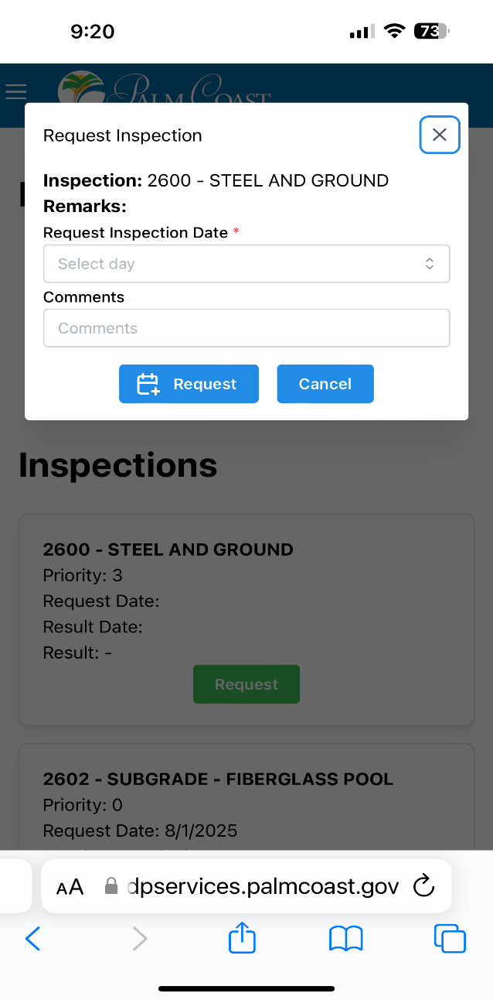 9:20
73
PALM COAST
Request Inspection
Inspection: 2600 - STEEL AND GROUND
Remarks:
Request Inspection Date *
Select day
Comments
Comments
Request
Cancel
Inspections
2600 - STEEL AND GROUND
Priority: 3
Request Date:
Result Date:
Result: -
Request
2602 - SUBGRADE - FIBERGLASS POOL
Priority: 0
Request Date: 8/1/2025
AA
dpservices.palmcoast.gov